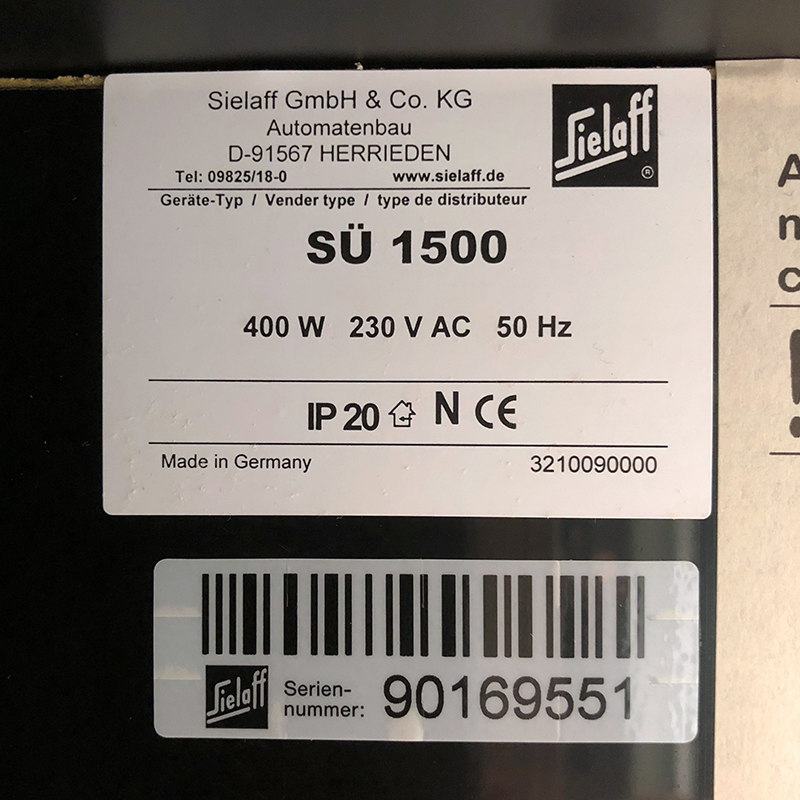 Sielaff GmbH & Co. KG
Automatenbau
D-91567 HERRIEDEN
Tel: 09825/18-0 www.sielaff.de
Sielaff ®
Geräte-Typ / Vender type / type de distributeur
SÜ 1500
400 W 230 V AC 50 Hz
IP 20 N CE
Made in Germany 3210090000
Sielaff
Serien-
nummer: 90169551